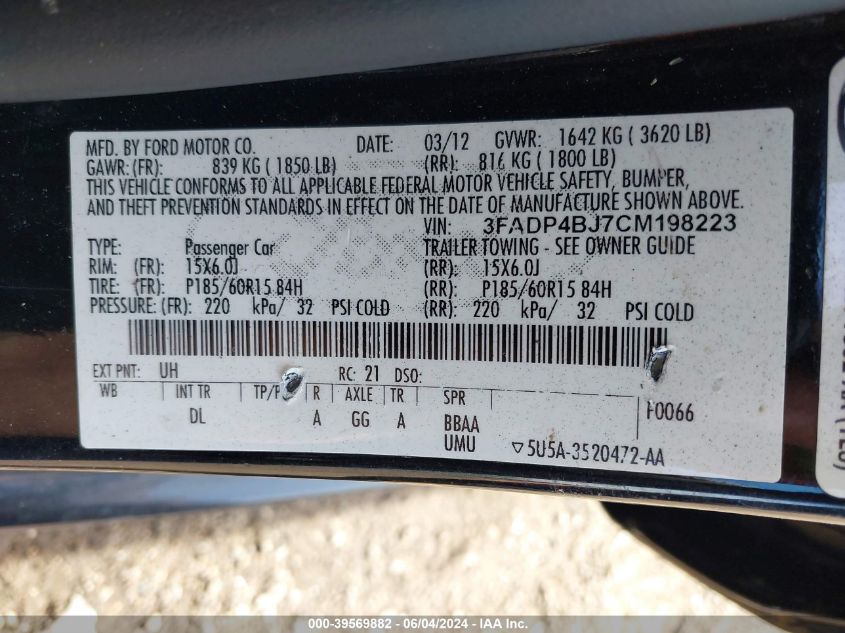 MFD. BY FORD MOTOR CO. DATE: 03/12 GVWR: 1642 KG ( 3620 LB)
GAWR: (FR): 839 KG ( 1850 LB) (RR): 816 KG ( 1800 LB)
THIS VEHICLE CONFORMS TO ALL APPLICABLE FEDERAL MOTOR VEHICLE SAFETY, BUMPER,
AND THEFT PREVENTION STANDARDS IN EFFECT ON THE DATE OF MANUFACTURE SHOWN ABOVE.
VIN: 3FADP4BJ7CM198223
TYPE: Passenger Car TRAILER TOWING - SEE OWNER GUIDE
RIM: (FR): 15X6.0J (RR): 15X6.0J
TIRE: (FR): P185/60R15 84H (RR): P185/60R15 84H
PRESSURE: (FR): 220 kPa/ 32 PSI COLD (RR): 220 kPa/ 32 PSI COLD
EXT PNT: UH RC: 21 DSO:
WB INT TR TP/P R AXLE TR SPR
DL A GG A BBAA F0066
UMU ▽5U5A-3520472-AA
000-39569882 - 06/04/2024 - IAAI Inc.